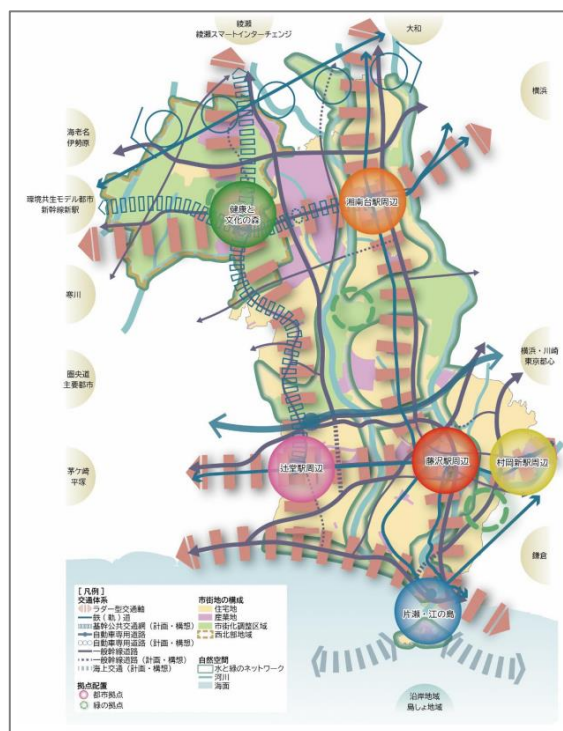 綾瀬
綾瀬スマートインターチェンジ
大和
横浜
海老名
伊勢原
環境共生モデル都市
新幹線新駅
健康と
文化の森
湘南台駅周辺
寒川
圏央道
主要都市
横浜・川崎
東京都心
茅ケ崎
平塚
辻堂駅周辺
藤沢駅周辺
村岡新駅周辺
鎌倉
片瀬・江の島
沿岸地域
島しょ地域
[ 凡例 ]
交通体系
ラダー型交通軸
鉄(軌)道
基幹公共交通網(計画・構想)
自動車専用道路
自動車専用道路(計画・構想)
一般幹線道路
一般幹線道路(計画・構想)
海上交通(計画・構想)
拠点配置
都市拠点
緑の拠点
市街地の構成
住宅地
産業地
市街化調整区域
西北部地域
自然空間
水と緑のネットワーク
河川
海面